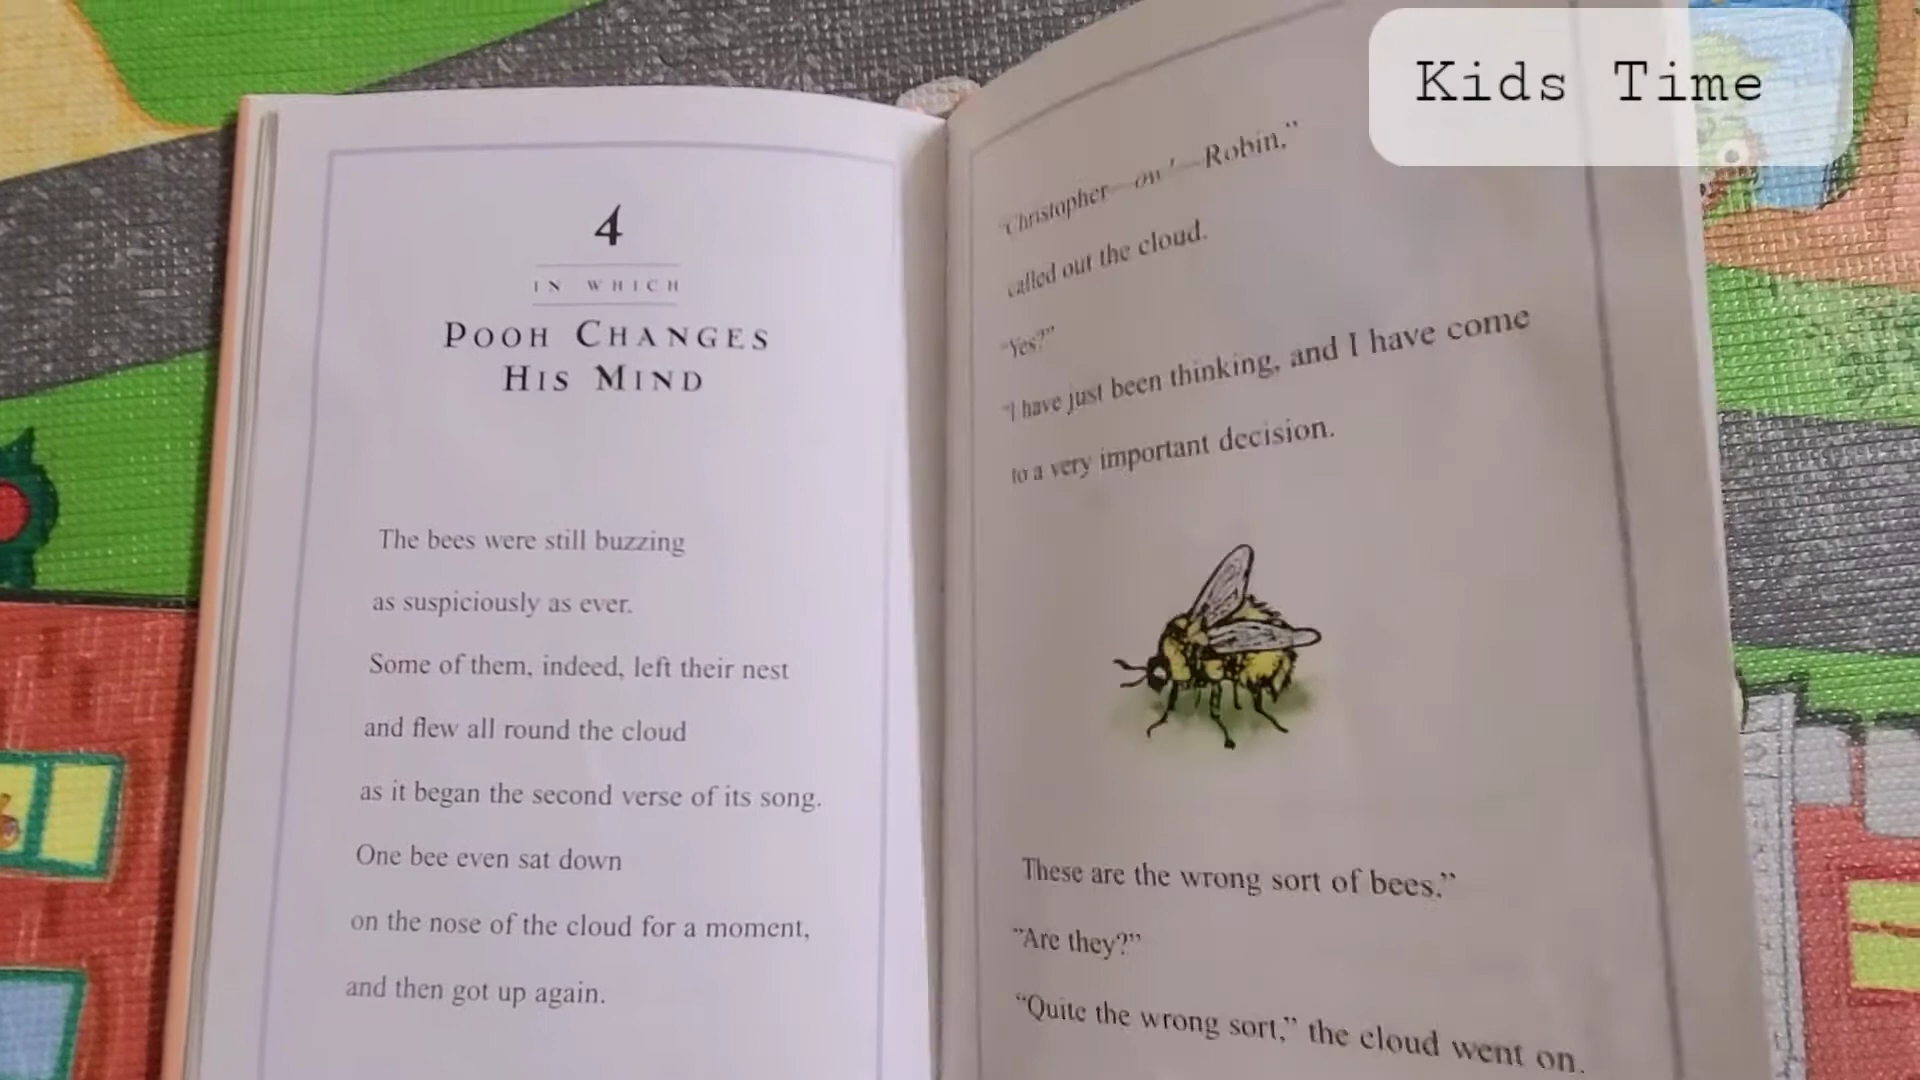 Kids Time
4
IN WHICH
POOH CHANGES
HIS MIND
The bees were still buzzing
as suspiciously as ever.
Some of them, indeed, left their nest
and flew all round the cloud
as it began the second verse of its song.
One bee even sat down
on the nose of the cloud for a moment,
and then got up again.
"Christopher—ow!—Robin,"
called out the cloud.
"Yes?"
"I have just been thinking, and I have come
to a very important decision.
These are the wrong sort of bees."
"Are they?"
"Quite the wrong sort," the cloud went on.